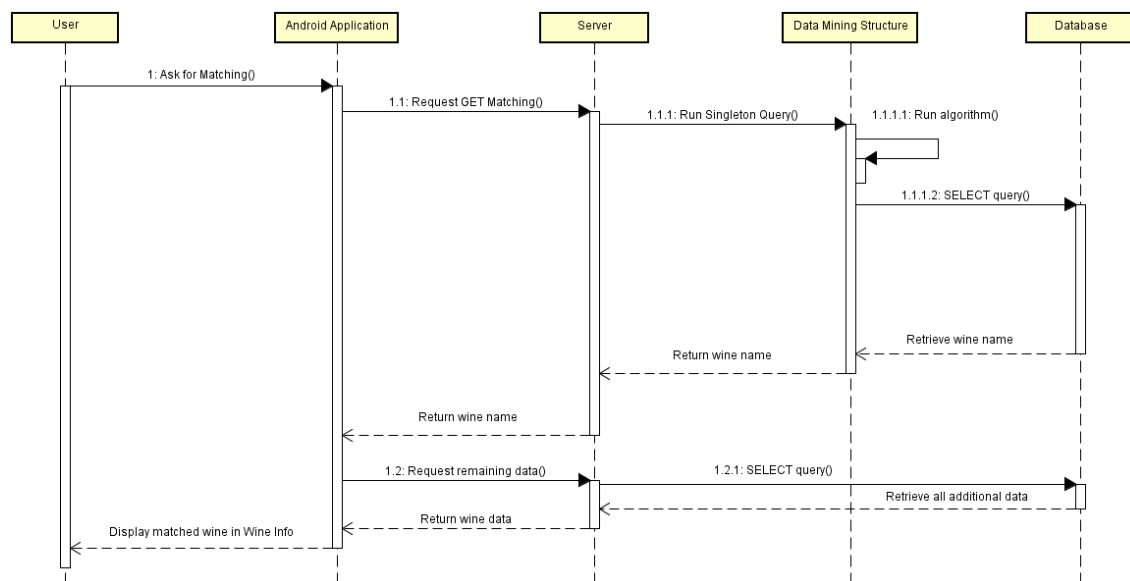 User
Android Application
Server
Data Mining Structure
Database
1: Ask for Matching()
1.1: Request GET Matching()
1.1.1: Run Singleton Query()
1.1.1.1: Run algorithm()
1.1.1.2: SELECT query()
Retrieve wine name
Return wine name
Return wine name
1.2: Request remaining data()
1.2.1: SELECT query()
Retrieve all additional data
Return wine data
Display matched wine in Wine Info